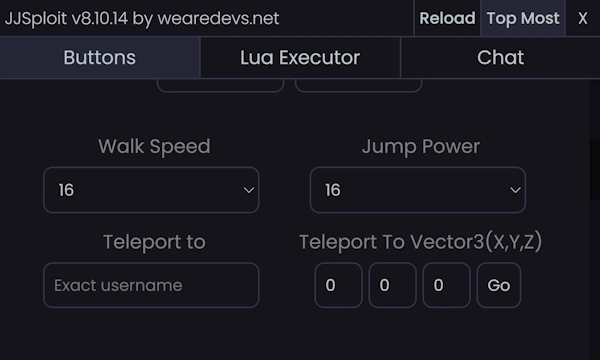 JJSploit v8.10.14 by wearedevs.net Reload Top Most X
Buttons Lua Executor Chat
Walk Speed Jump Power
16 16
Teleport to Teleport To Vector3(X,Y,Z)
Exact username 0 0 0 Go